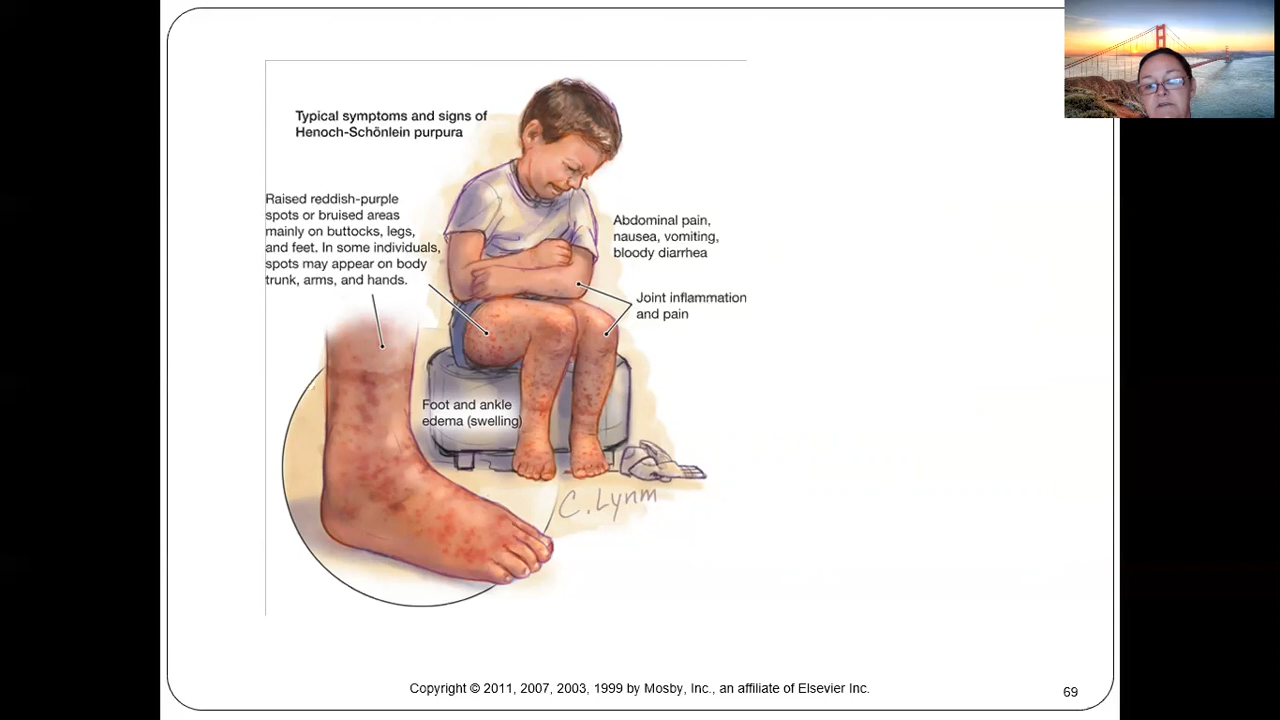 Typical symptoms and signs of
Henoch-Schönlein purpura
Raised reddish-purple
spots or bruised areas
mainly on buttocks, legs,
and feet. In some individuals,
spots may appear on body
trunk, arms, and hands.
Abdominal pain,
nausea, vomiting,
bloody diarrhea
Joint inflammation
and pain
Foot and ankle
edema (swelling)
C. Lynm
Copyright © 2011, 2007, 2003, 1999 by Mosby, Inc., an affiliate of Elsevier Inc.
69